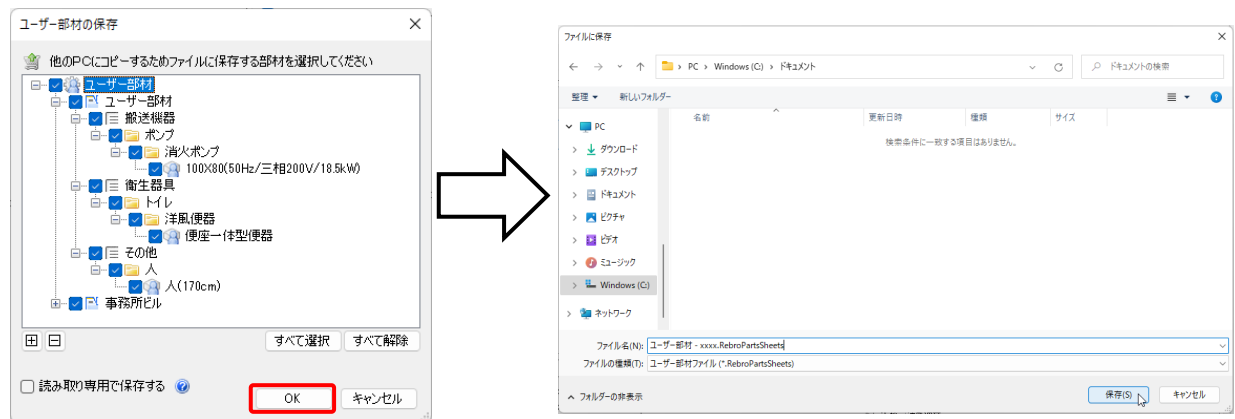 ユーザー部材の保存
他のPCにコピーするためファイルに保存する部材を選択してください
ユーザー部材
ユーザー部材
搬送機器
ポンプ
消火ポンプ
100X80(50Hz/三相200V/18.5kW)
衛生器具
トイレ
洋風便器
便座一体型便器
その他
人
人(170cm)
事務所ビル
すべて選択 すべて解除
読み取り専用で保存する
OK キャンセル
ファイルに保存
PC › Windows (C:) › ドキュメント
ドキュメントの検索
整理 新しいフォルダー
名前 更新日時 種類 サイズ
検索条件に一致する項目はありません。
PC
ダウンロード
デスクトップ
ドキュメント
ピクチャ
ビデオ
ミュージック
Windows (C:)
ネットワーク
ファイル名(N): ユーザー部材 - xxxx.RebroPartsSheets
ファイルの種類(T): ユーザー部材ファイル (*.RebroPartsSheets)
フォルダーの非表示
保存(S) キャンセル